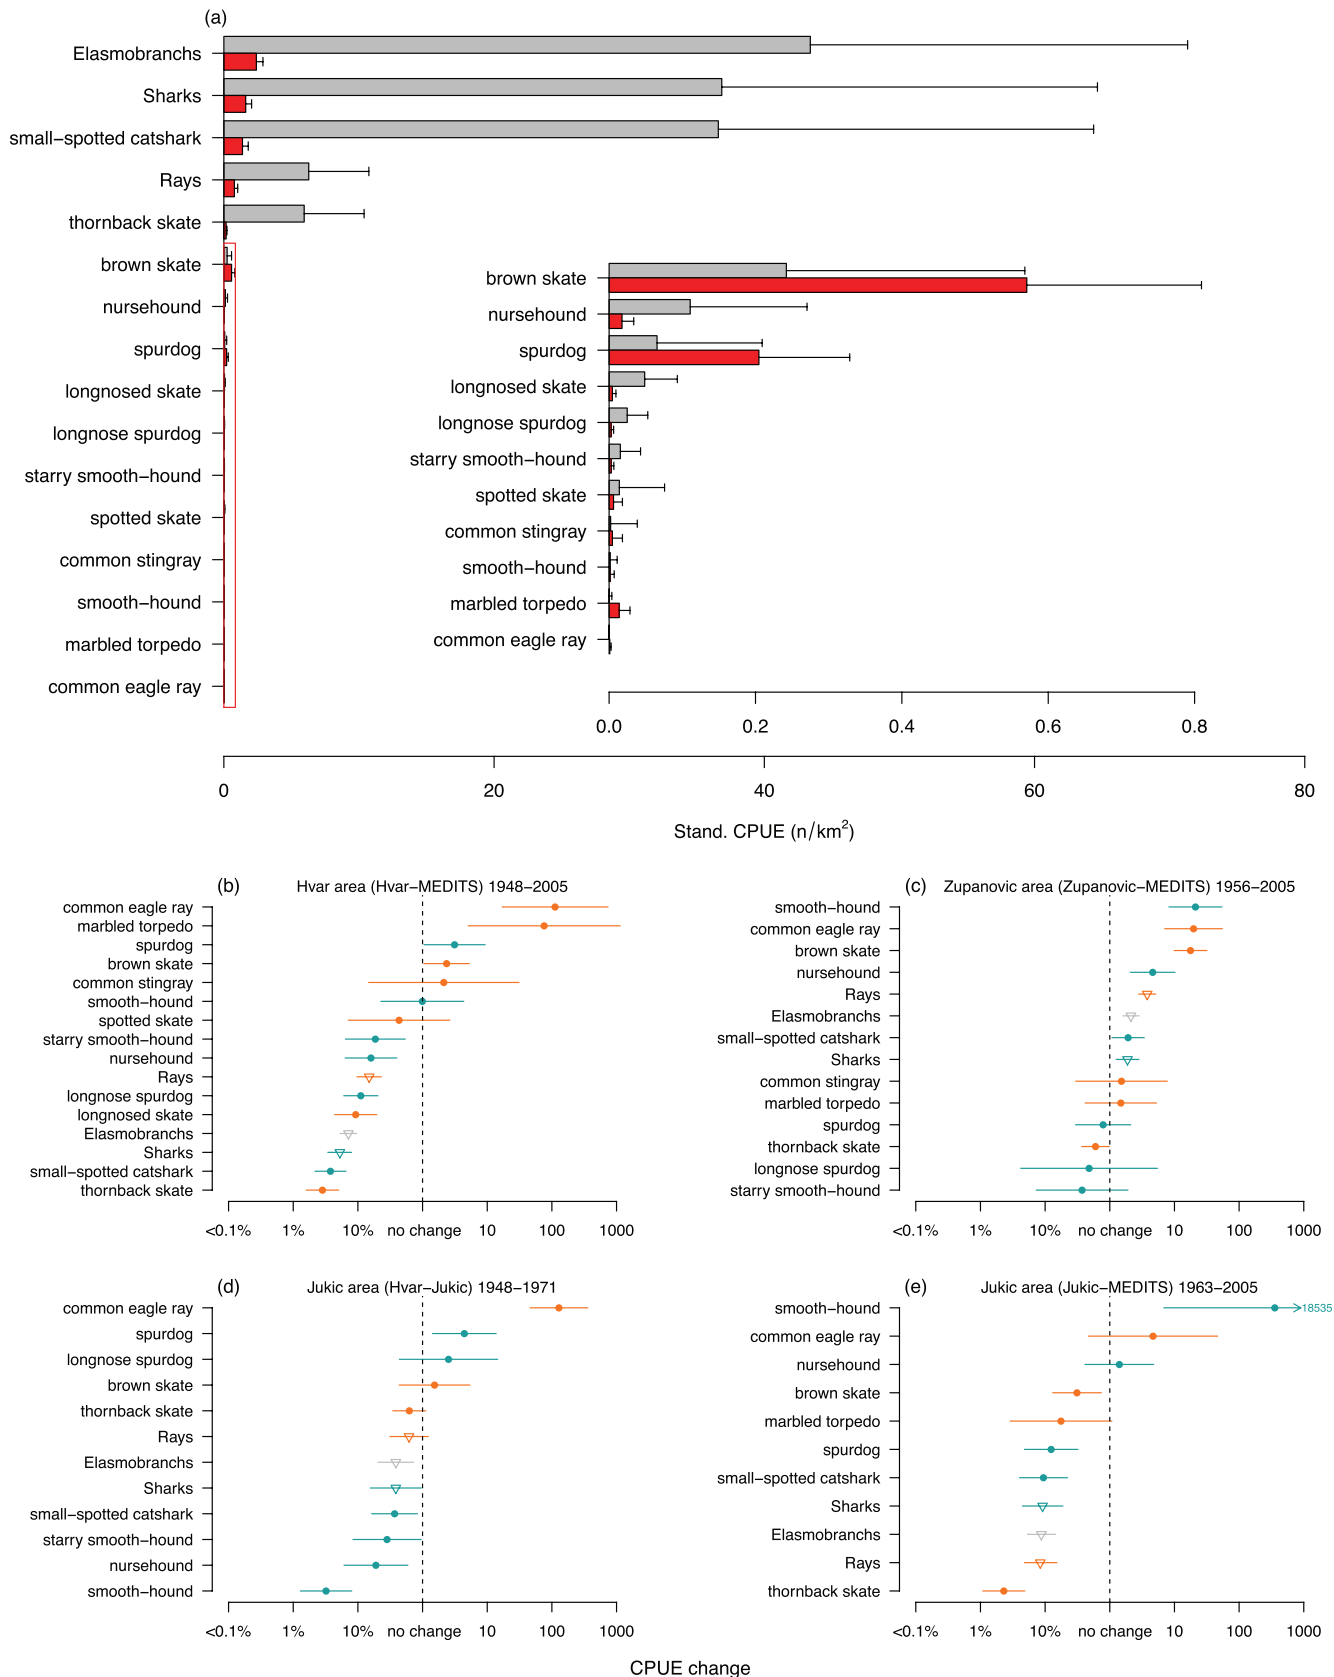 (a)
Elasmobranchs
Sharks
small−spotted catshark
Rays
thornback skate
brown skate
nursehound
spurdog
longnosed skate
longnose spurdog
starry smooth−hound
spotted skate
common stingray
smooth−hound
marbled torpedo
common eagle ray
brown skate
nursehound
spurdog
longnosed skate
longnose spurdog
starry smooth−hound
spotted skate
common stingray
smooth−hound
marbled torpedo
common eagle ray
0.0 0.2 0.4 0.6 0.8
0 20 40 60 80
Stand. CPUE (n/km²)
(b) Hvar area (Hvar−MEDITS) 1948−2005
common eagle ray
marbled torpedo
spurdog
brown skate
common stingray
smooth−hound
spotted skate
starry smooth−hound
nursehound
Rays
longnose spurdog
longnosed skate
Elasmobranchs
Sharks
small−spotted catshark
thornback skate
<0.1% 1% 10% no change 10 100 1000
(c) Zupanovic area (Zupanovic−MEDITS) 1956−2005
smooth−hound
common eagle ray
brown skate
nursehound
Rays
Elasmobranchs
small−spotted catshark
Sharks
common stingray
marbled torpedo
spurdog
thornback skate
longnose spurdog
starry smooth−hound
<0.1% 1% 10% no change 10 100 1000
(d) Jukic area (Hvar−Jukic) 1948−1971
common eagle ray
spurdog
longnose spurdog
brown skate
thornback skate
Rays
Elasmobranchs
Sharks
small−spotted catshark
starry smooth−hound
nursehound
smooth−hound
<0.1% 1% 10% no change 10 100 1000
(e) Jukic area (Jukic−MEDITS) 1963−2005
smooth−hound
18535
common eagle ray
nursehound
brown skate
marbled torpedo
spurdog
small−spotted catshark
Sharks
Elasmobranchs
Rays
thornback skate
<0.1% 1% 10% no change 10 100 1000
CPUE change